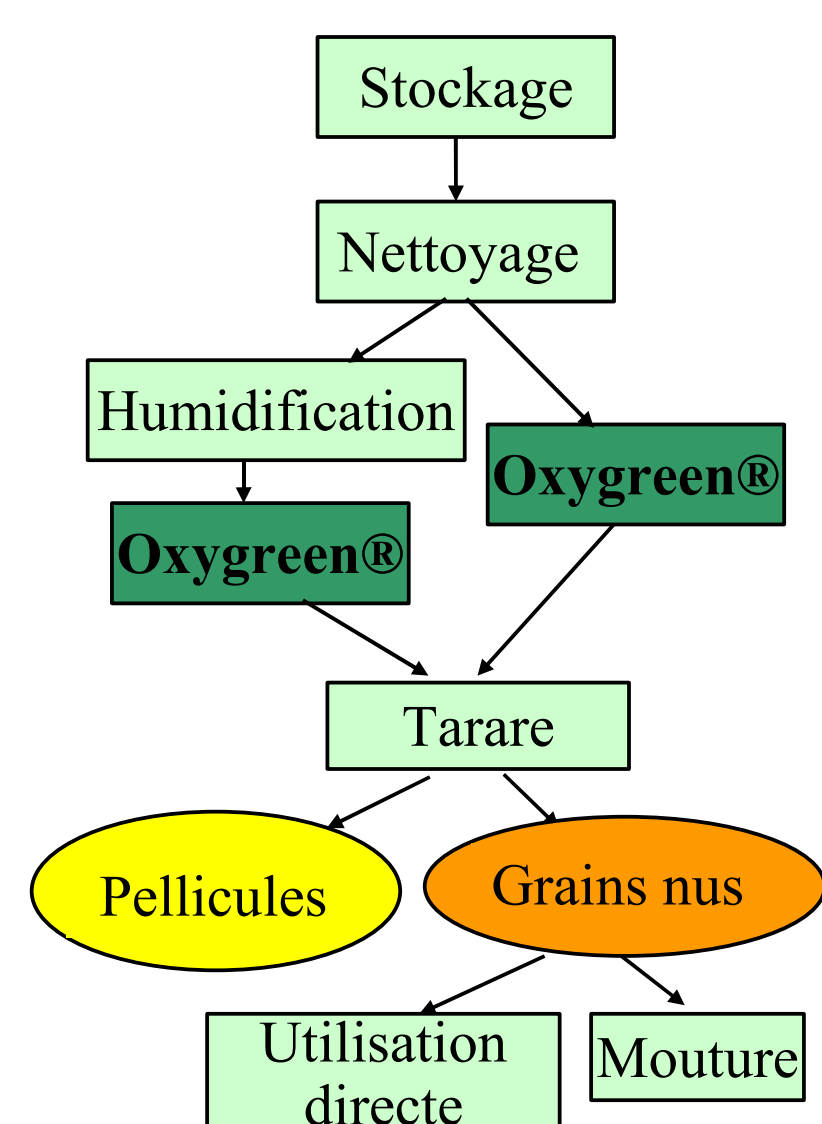 Stockage
Nettoyage
Humidification
Oxygreen®
Oxygreen®
Tarare
Pellicules
Grains nus
Utilisation
directe
Mouture